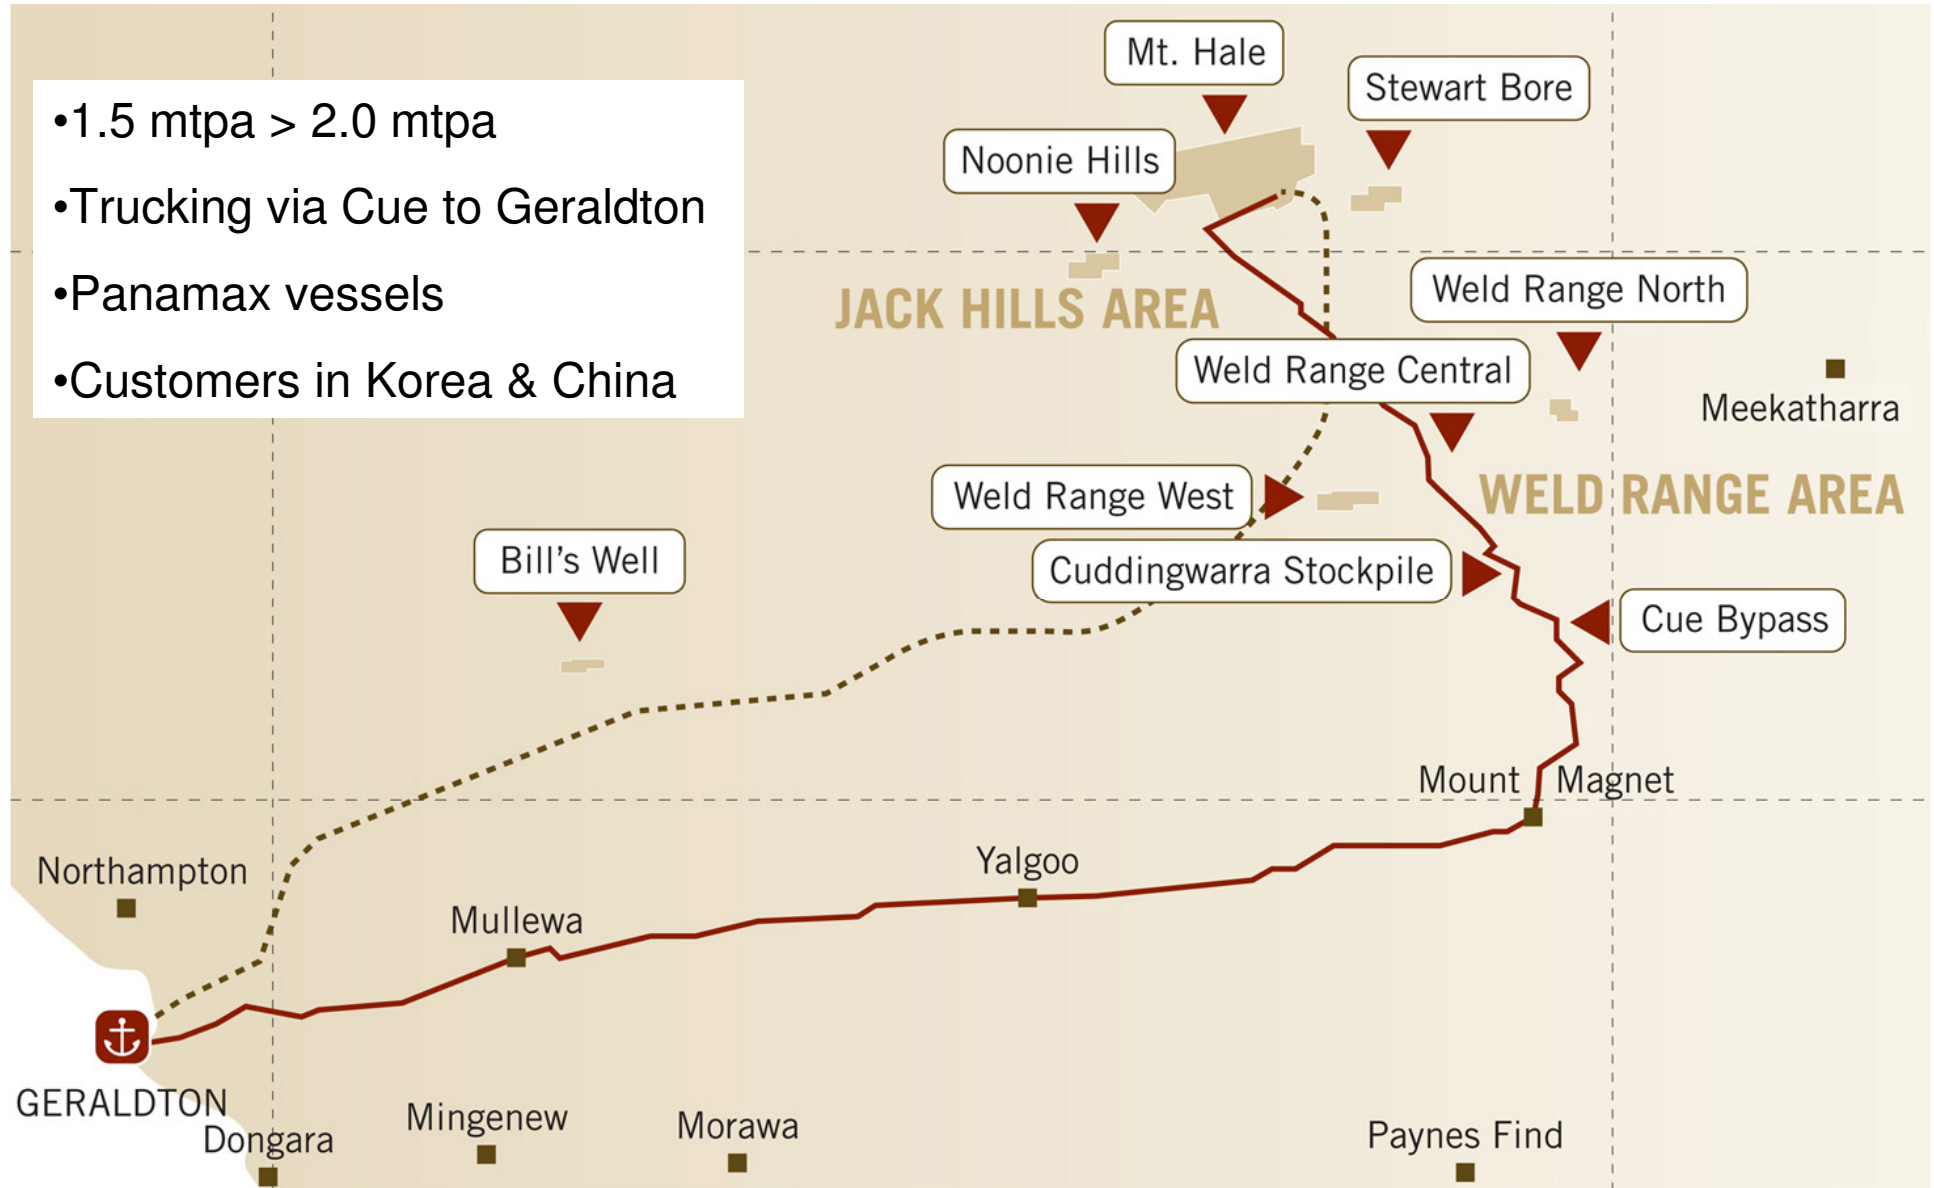 •1.5 mtpa > 2.0 mtpa
•Trucking via Cue to Geraldton
•Panamax vessels
•Customers in Korea & China
Mt. Hale
Stewart Bore
Noonie Hills
JACK HILLS AREA
Weld Range North
Weld Range Central
Meekatharra
Weld Range West
WELD RANGE AREA
Bill's Well
Cuddingwarra Stockpile
Cue Bypass
Mount Magnet
Northampton
Yalgoo
Mullewa
GERALDTON
Dongara
Mingenew
Morawa
Paynes Find